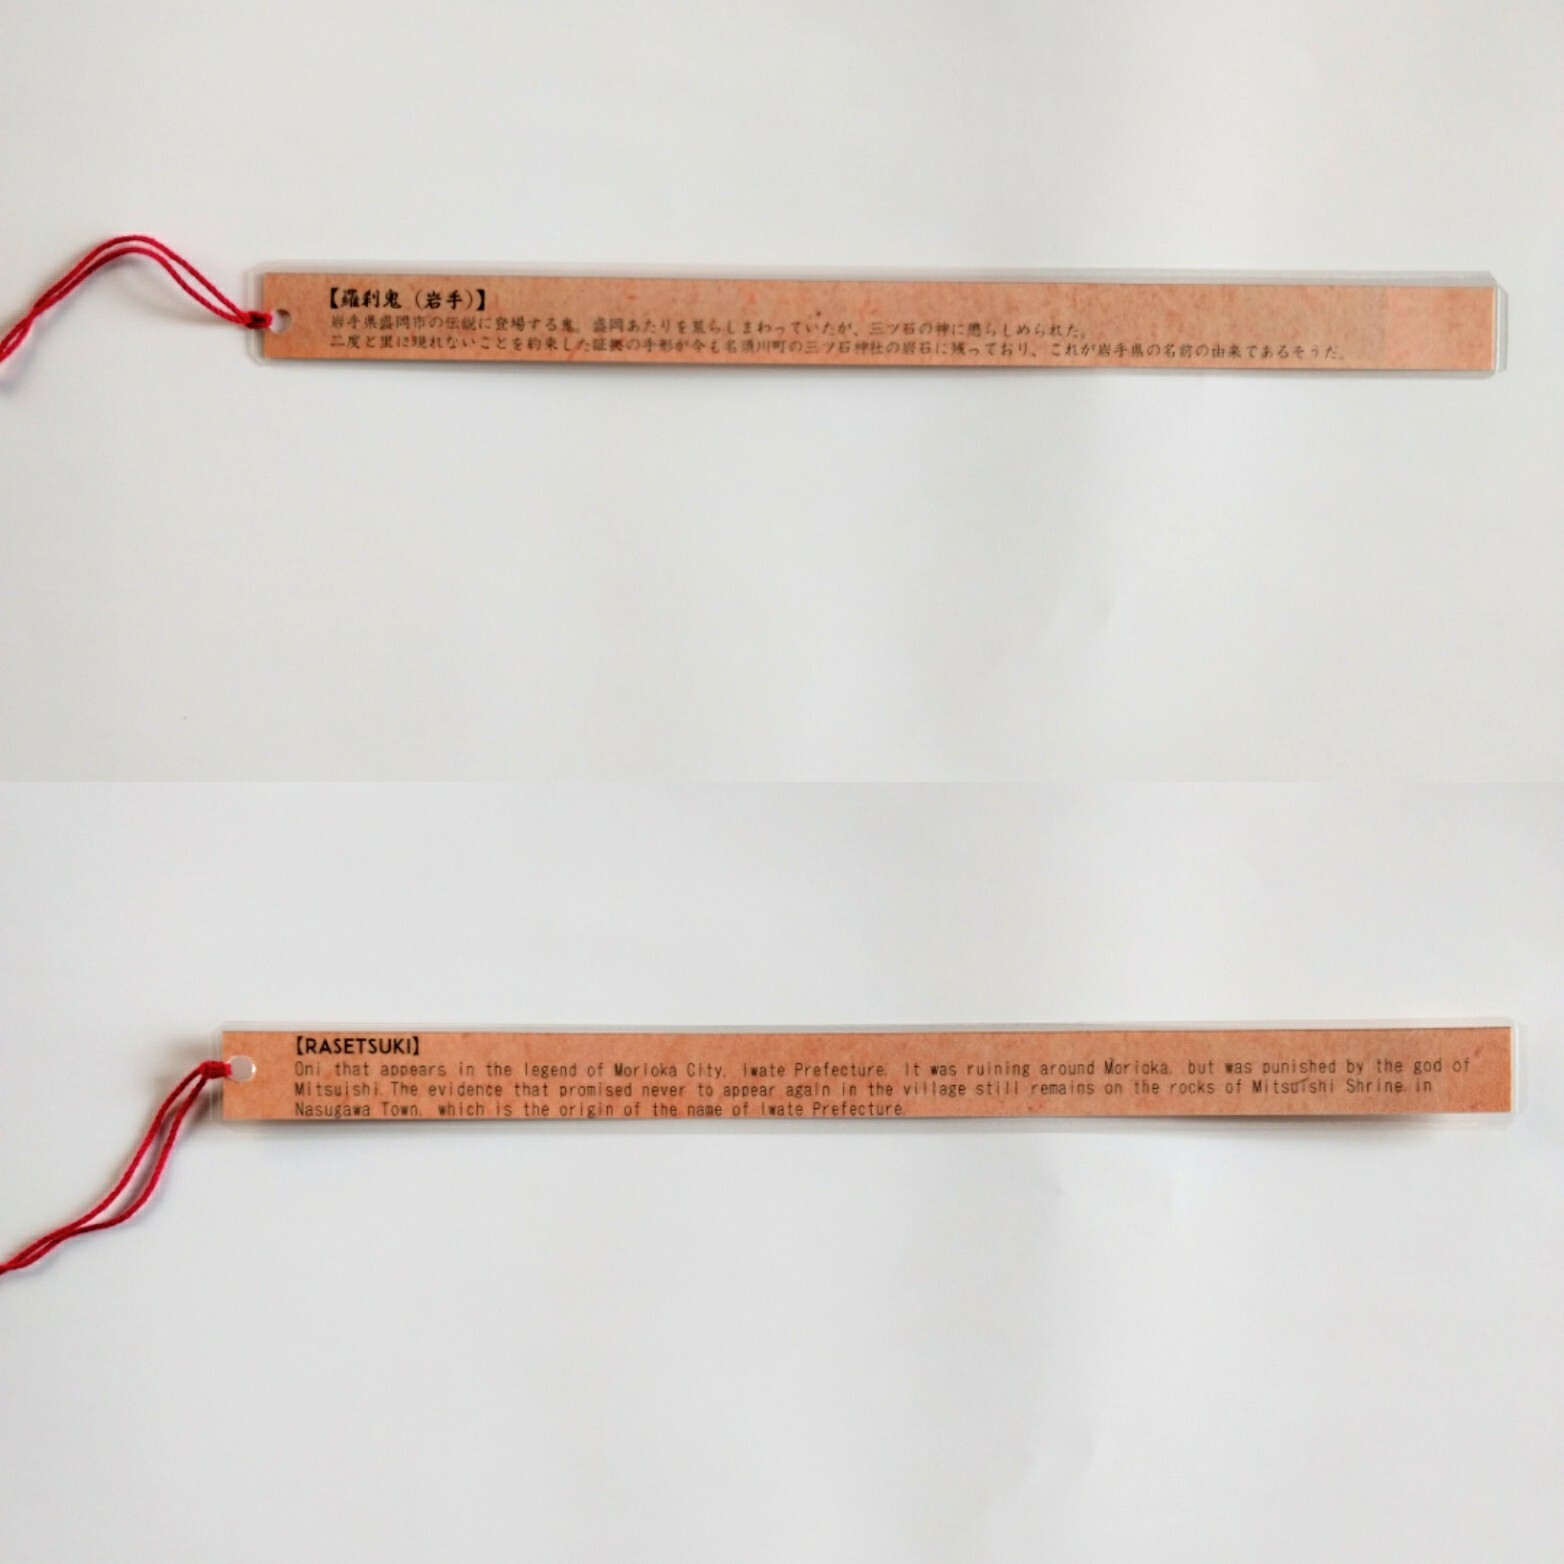 【羅刹鬼（岩手）】
岩手県盛岡市の伝説に登場する鬼。盛岡あたりを荒らしまわっていたが、三ツ石の神に懲らしめられた。
二度と里に現れないことを約束した証拠の手形が今も名須川町の三ツ石神社の岩石に残っており、これが岩手県の名前の由来であるそうだ。
【RASETSUKI】
Oni that appears in the legend of Morioka City, Iwate Prefecture. It was ruining around Morioka, but was punished by the god of
Mitsuishi. The evidence that promised never to appear again in the village still remains on the rocks of Mitsuishi Shrine in
Nasugawa Town, which is the origin of the name of Iwate Prefecture.